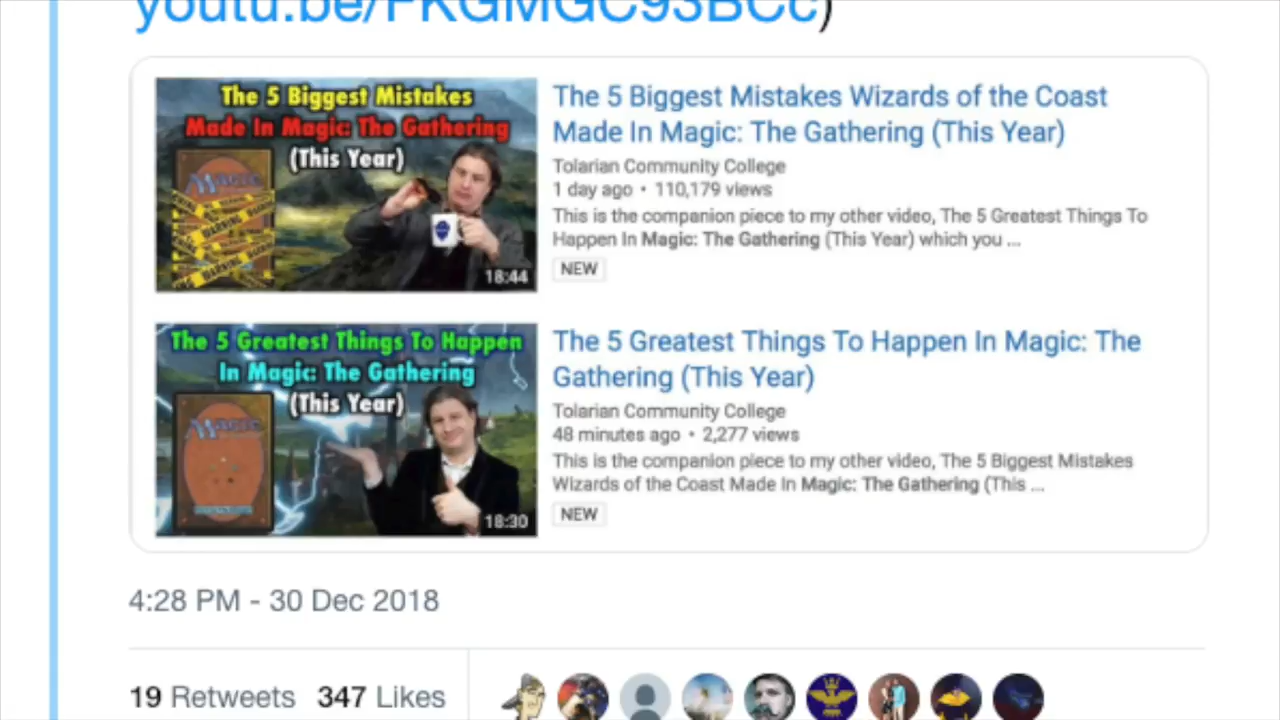 youtu.be/FKGMGC93BCc)
The 5 Biggest Mistakes
Made In Magic: The Gathering
(This Year)
MAGIC
18:44
The 5 Biggest Mistakes Wizards of the Coast
Made In Magic: The Gathering (This Year)
Tolarian Community College
1 day ago • 110,179 views
This is the companion piece to my other video, The 5 Greatest Things To
Happen In Magic: The Gathering (This Year) which you ...
NEW
The 5 Greatest Things To Happen
In Magic: The Gathering
(This Year)
MAGIC
18:30
The 5 Greatest Things To Happen In Magic: The
Gathering (This Year)
Tolarian Community College
48 minutes ago • 2,277 views
This is the companion piece to my other video, The 5 Biggest Mistakes
Wizards of the Coast Made In Magic: The Gathering (This ...
NEW
4:28 PM - 30 Dec 2018
19 Retweets 347 Likes